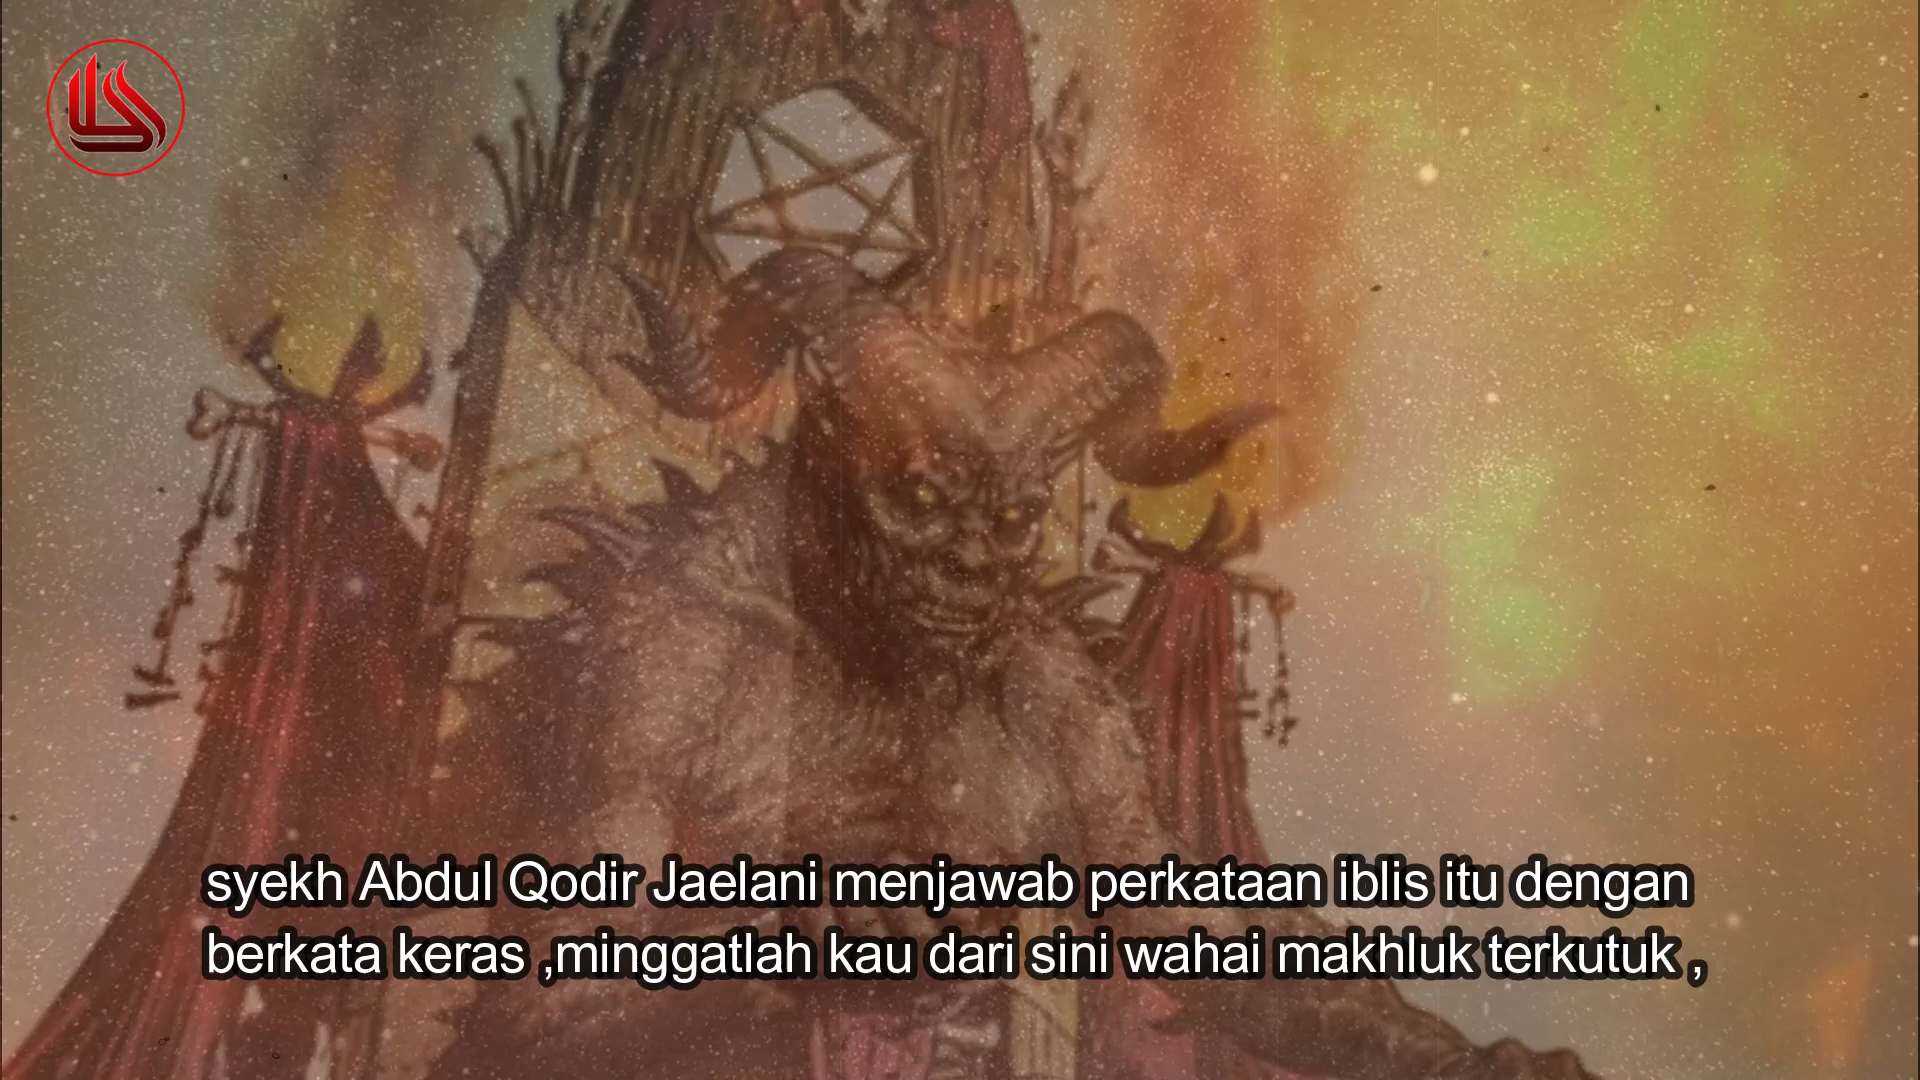 syekh Abdul Qodir Jaelani menjawab perkataan iblis itu dengan
berkata keras ,minggatlah kau dari sini wahai makhluk terkutuk ,